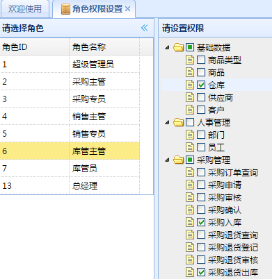 欢迎使用 角色权限设置
请选择角色
角色ID 角色名称
1 超级管理员
2 采购主管
3 采购专员
4 销售主管
5 销售专员
6 库管主管
7 库管员
13 总经理
请设置权限
基础数据
商品类型
商品
仓库
供应商
客户
人事管理
部门
员工
采购管理
采购订单查询
采购申请
采购审核
采购确认
采购入库
采购退货查询
采购退货登记
采购退货审核
采购退货出库